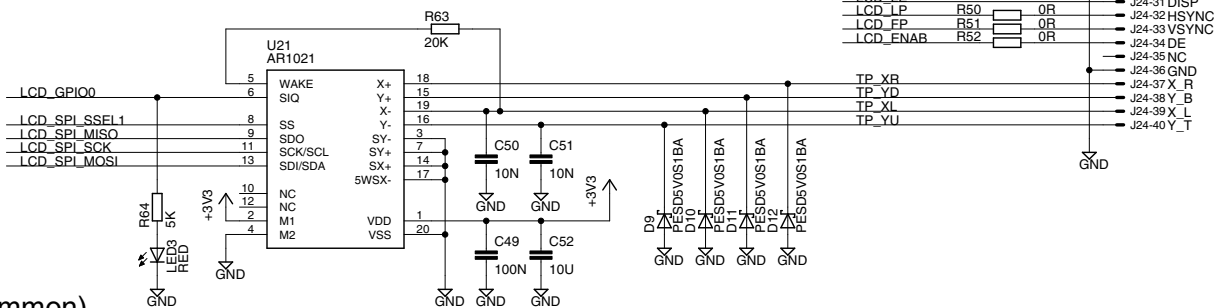 J24-31 DISP
LCD_LP R50 0R J24-32 HSYNC
LCD_FP R51 0R J24-33 VSYNC
LCD_ENAB R52 0R J24-34 DE
J24-35 NC
J24-36 GND
J24-37 X_R
J24-38 Y_B
J24-39 X_L
J24-40 Y_T
GND
R63
20K
U21
AR1021
5 WAKE X+ 18 TP_XR
LCD_GPIO0 6 SIQ Y+ 15 TP_YD
X- 19 TP_XL
LCD_SPI_SSEL1 8 SS Y- 16 TP_YU
LCD_SPI_MISO 9 SDO SY- 3
LCD_SPI_SCK 11 SCK/SCL SY+ 7
LCD_SPI_MOSI 13 SDI/SDA SX+ 14
5WSX- 17
10 NC
12 NC
2 M1 VDD 1
4 M2 VSS 20
+3V3
GND
R64
5K
LED3
RED
GND
C50
10N
GND
C51
10N
GND
+3V3
C49
100N
GND
C52
10U
GND
GND
D9
PESD5V0S1BA
GND
D10
PESD5V0S1BA
GND
D11
PESD5V0S1BA
GND
D12
PESD5V0S1BA
GND